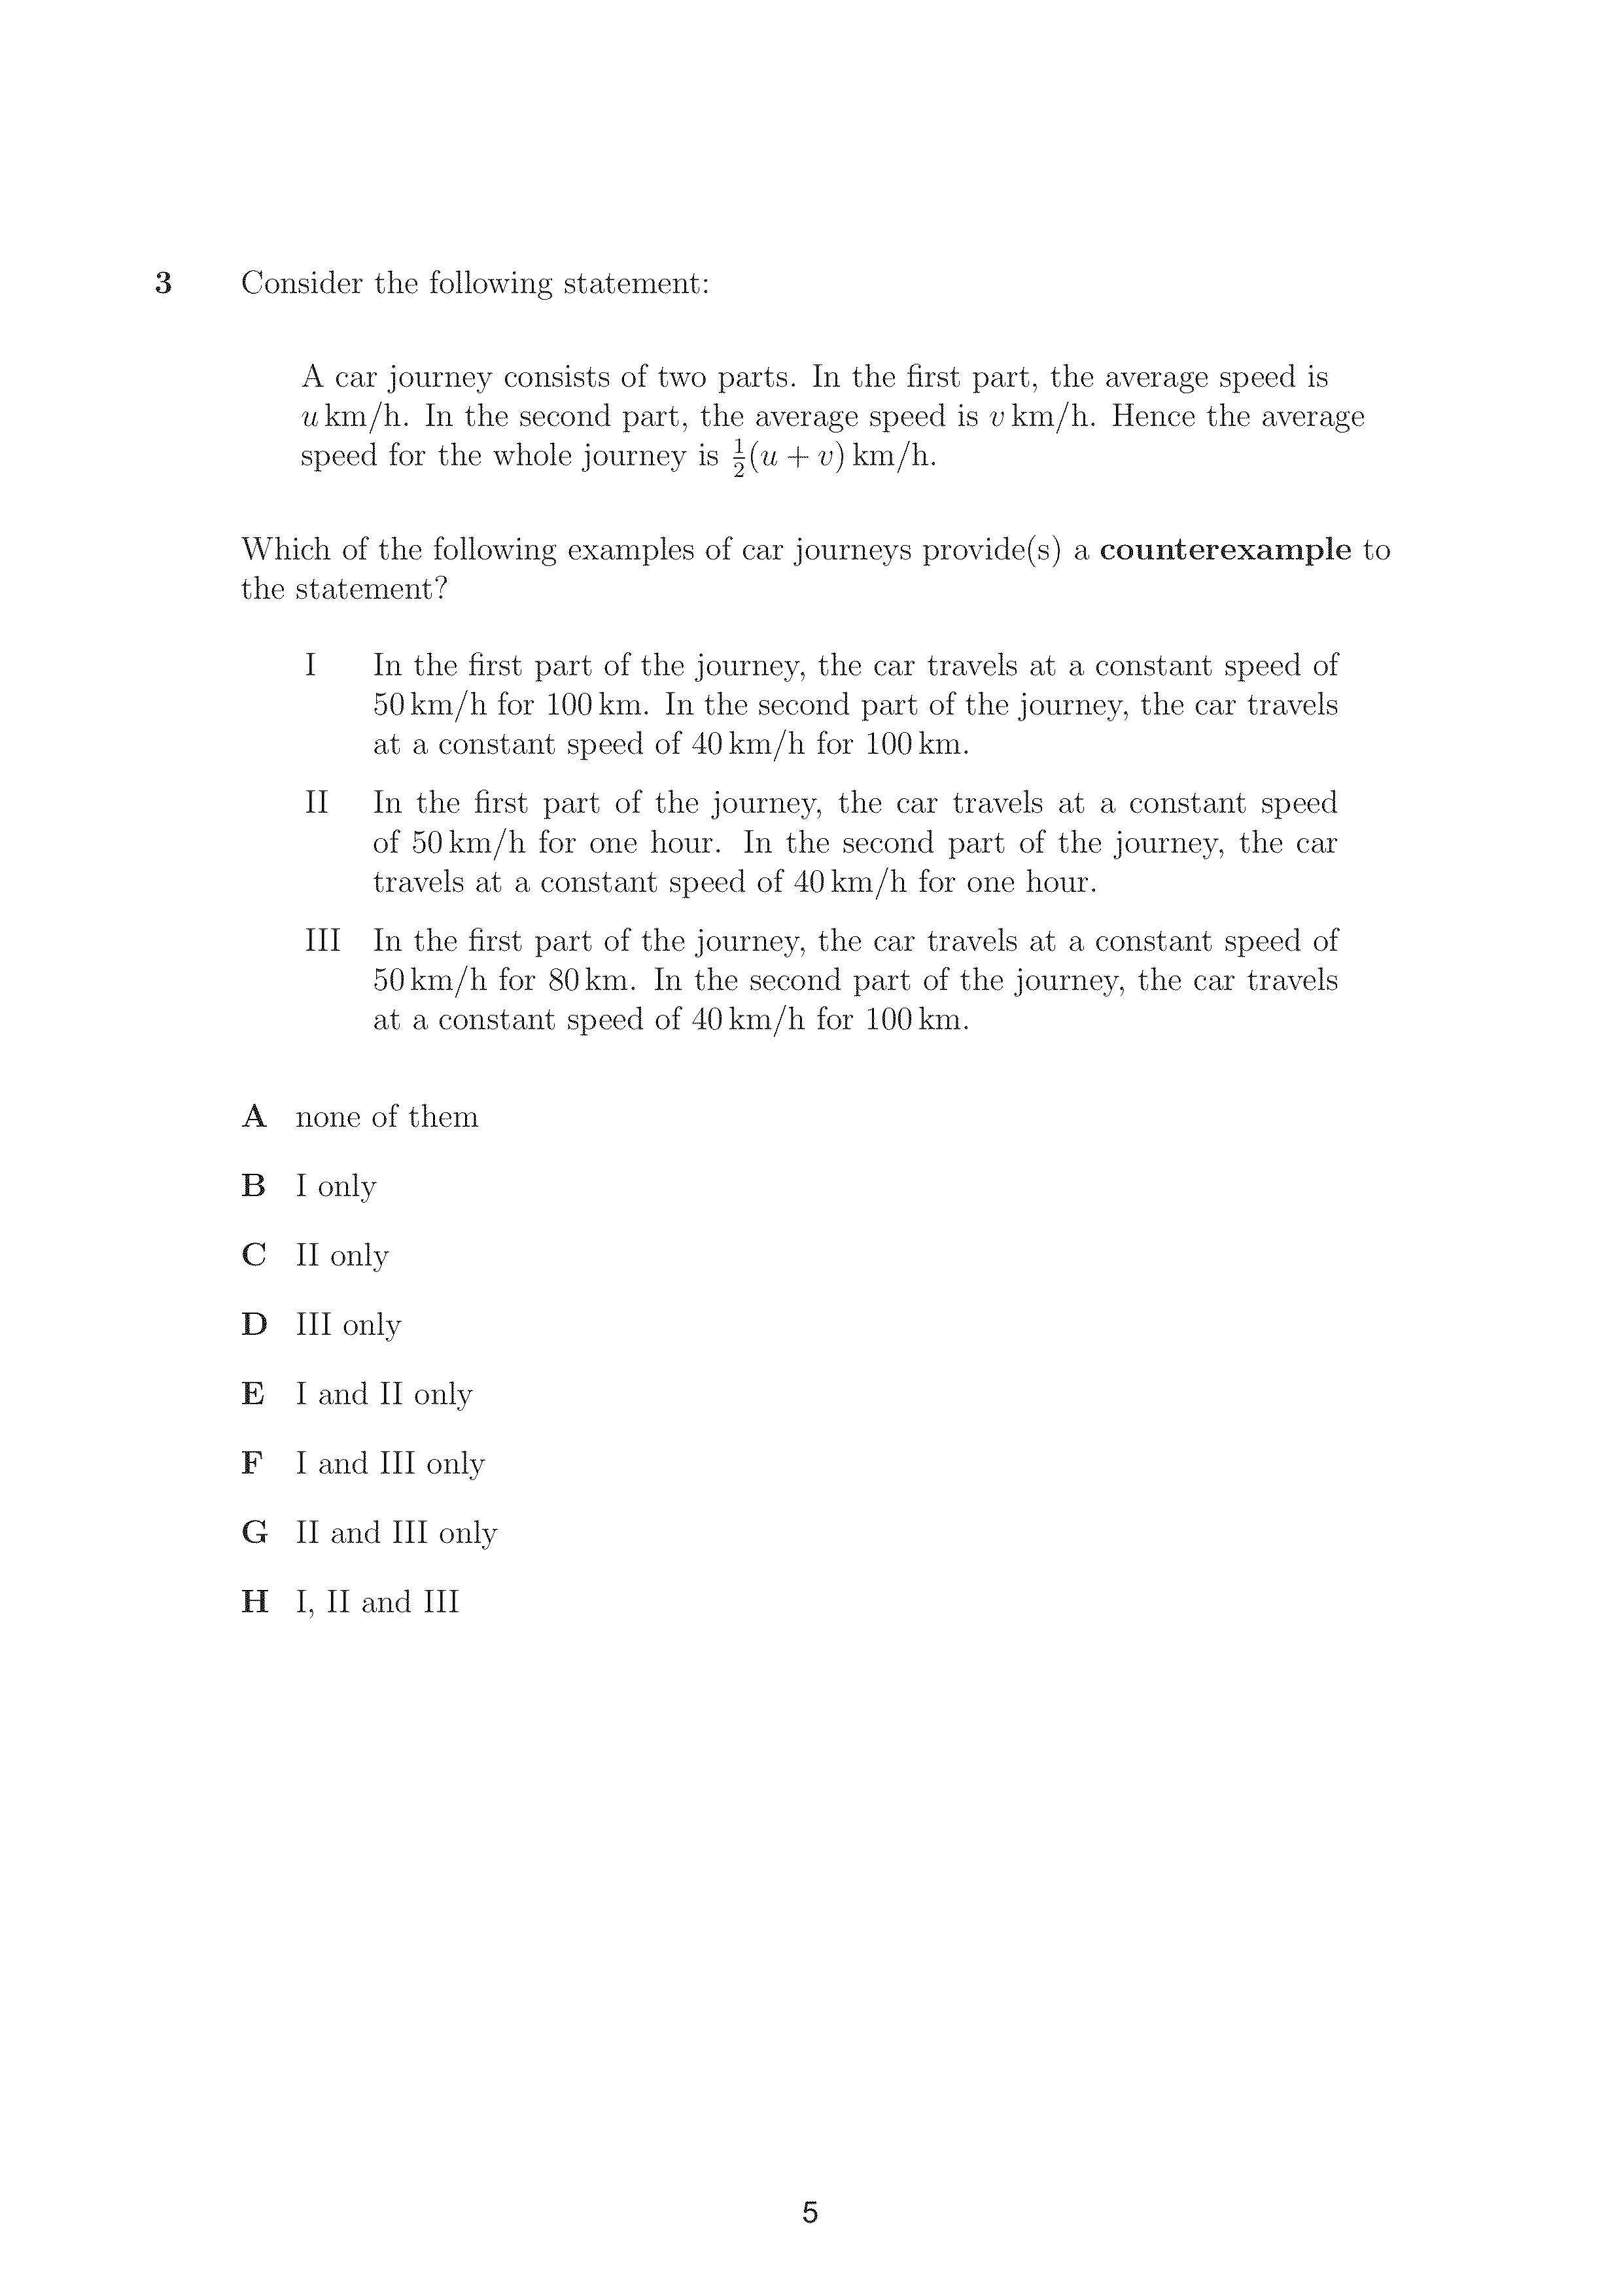 3 Consider the following statement:
A car journey consists of two parts. In the first part, the average speed is
u km/h. In the second part, the average speed is v km/h. Hence the average
speed for the whole journey is ½(u + v) km/h.
Which of the following examples of car journeys provide(s) a counterexample to
the statement?
I In the first part of the journey, the car travels at a constant speed of
50 km/h for 100 km. In the second part of the journey, the car travels
at a constant speed of 40 km/h for 100 km.
II In the first part of the journey, the car travels at a constant speed
of 50 km/h for one hour. In the second part of the journey, the car
travels at a constant speed of 40 km/h for one hour.
III In the first part of the journey, the car travels at a constant speed of
50 km/h for 80 km. In the second part of the journey, the car travels
at a constant speed of 40 km/h for 100 km.
A none of them
B I only
C II only
D III only
E I and II only
F I and III only
G II and III only
H I, II and III
5